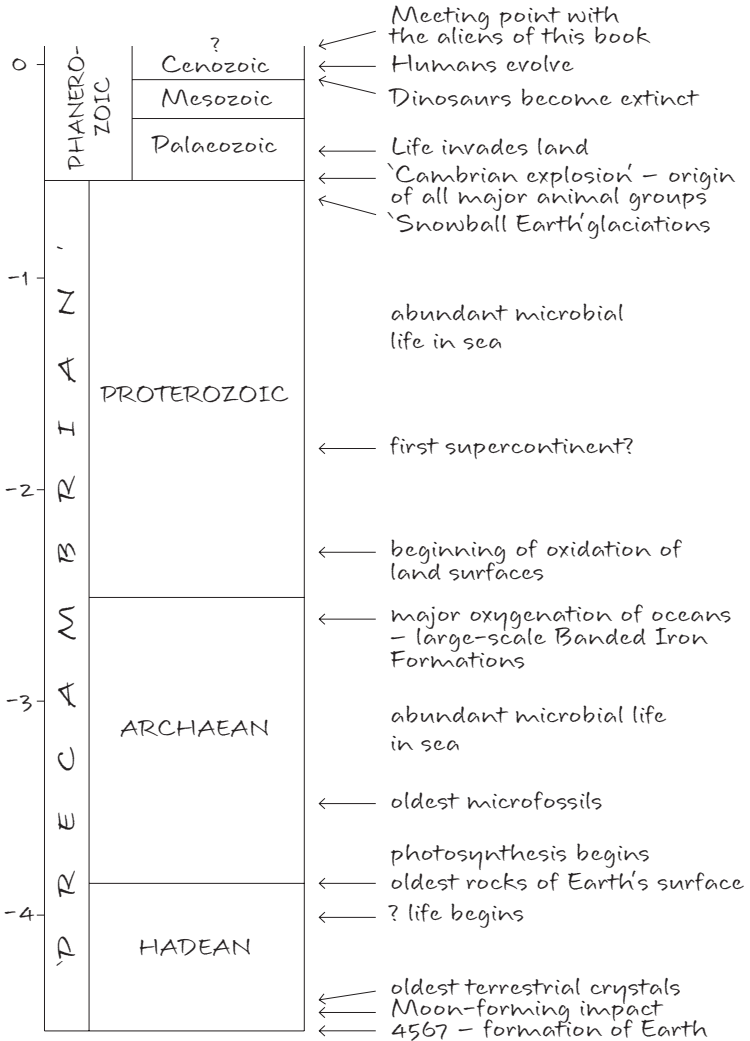 ?
Meeting point with
the aliens of this book
0
Cenozoic
Humans evolve
PHANERO-
ZOIC
Mesozoic
Dinosaurs become extinct
Palaeozoic
Life invades land
‘Cambrian explosion’ – origin
of all major animal groups
‘Snowball Earth’ glaciations
-1
‘PRECAMBRIAN’
abundant microbial
life in sea
PROTEROZOIC
first supercontinent?
-2
beginning of oxidation of
land surfaces
major oxygenation of oceans
– large-scale Banded Iron
Formations
-3
abundant microbial life
in sea
ARCHAEAN
oldest microfossils
photosynthesis begins
oldest rocks of Earth's surface
-4
? life begins
HADEAN
oldest terrestrial crystals
Moon-forming impact
4567 – formation of Earth